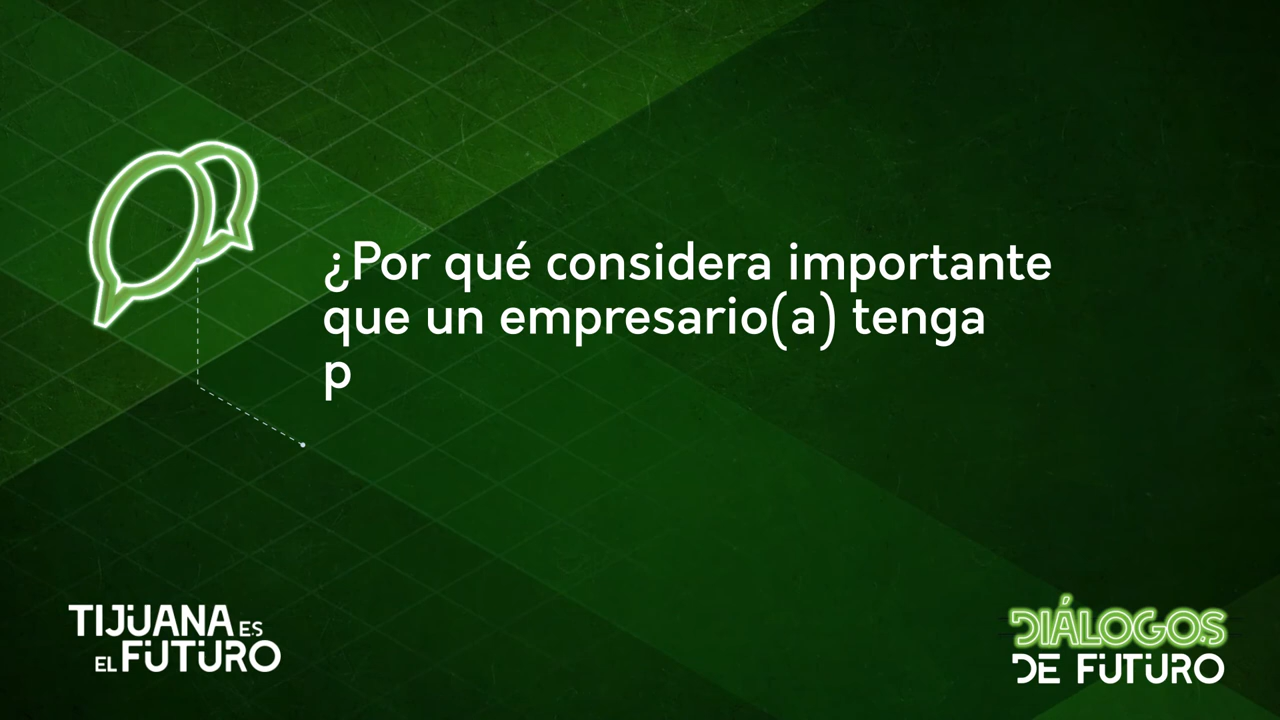 ¿Por qué considera importante
que un empresario(a) tenga
p
TIJUANA ES
EL FUTURO
DIÁLOGOS
DE FUTURO